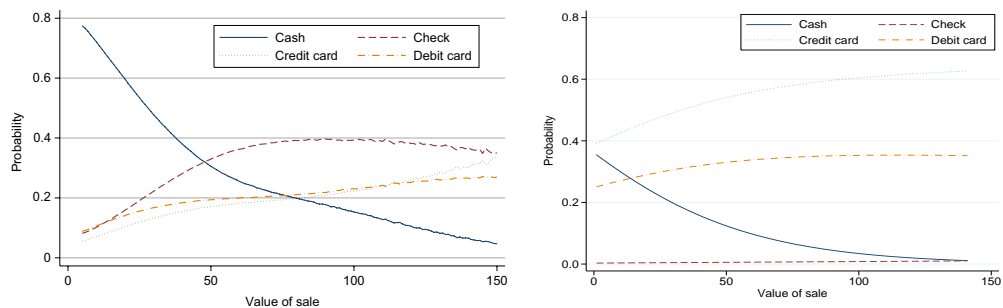 0.8
0.6
0.4
0.2
0
Probability
Cash
Check
Credit card
Debit card
0
50
100
150
Value of sale
0.8
0.6
0.4
0.2
0.0
Probability
Cash
Check
Credit card
Debit card
0
50
100
150
Value of sale